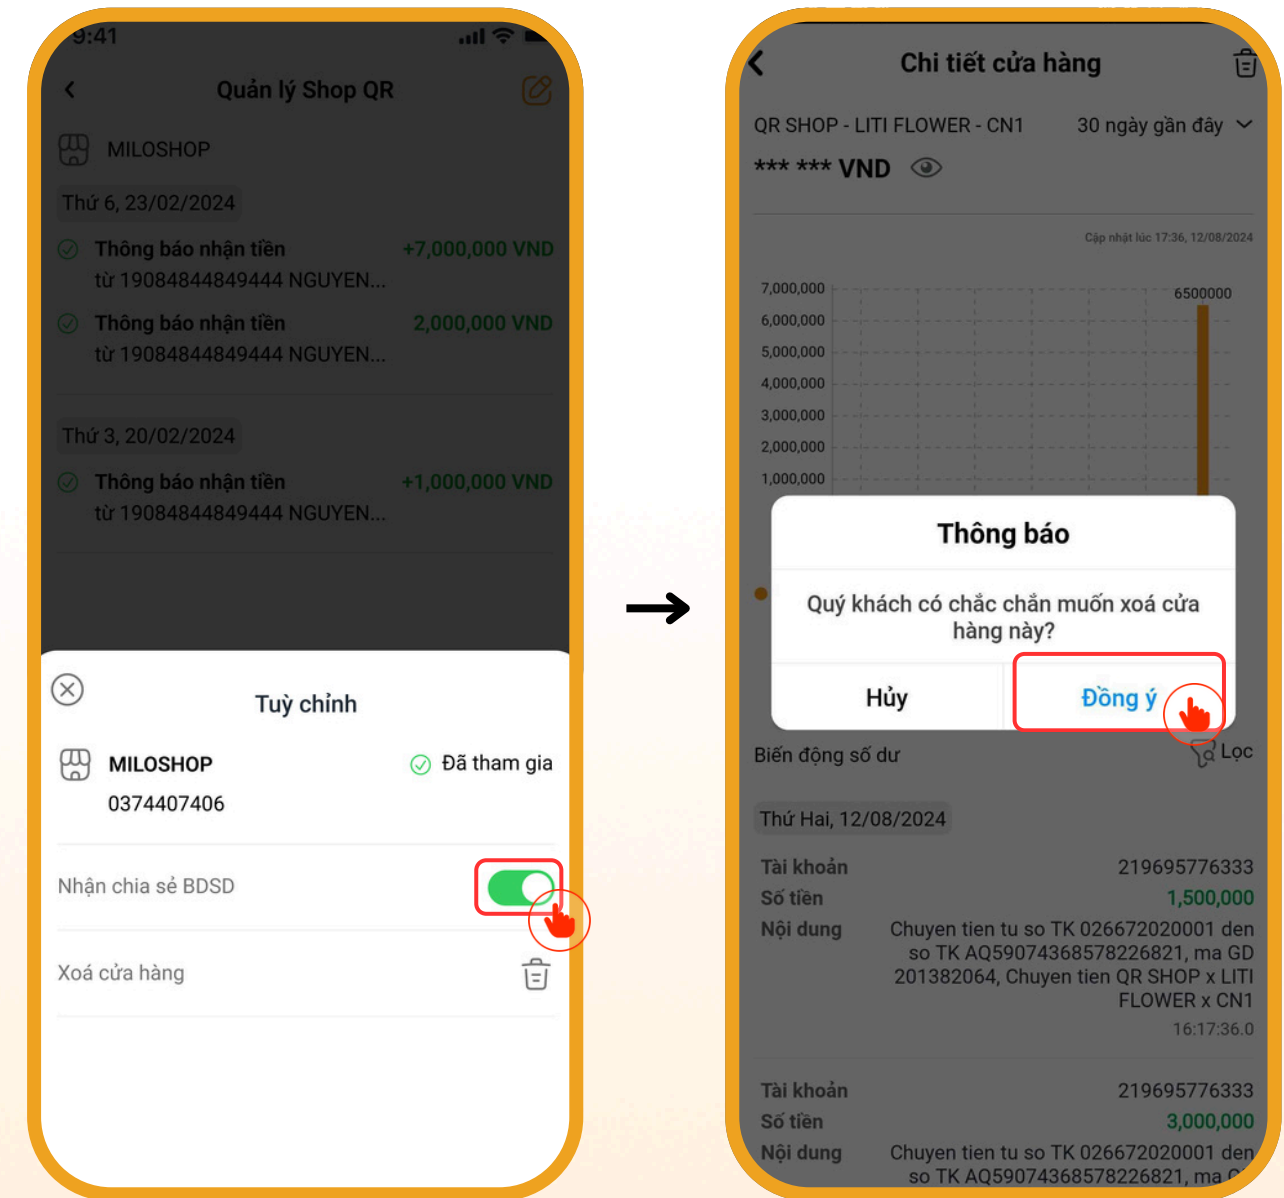 9:41
Quản lý Shop QR
MILOSHOP
Thứ 6, 23/02/2024
Thông báo nhận tiền +7,000,000 VND
từ 19084844849444 NGUYEN...
Thông báo nhận tiền 2,000,000 VND
từ 19084844849444 NGUYEN...
Thứ 3, 20/02/2024
Thông báo nhận tiền +1,000,000 VND
từ 19084844849444 NGUYEN...
Tuỳ chỉnh
MILOSHOP Đã tham gia
0374407406
Nhận chia sẻ BDSD
Xoá cửa hàng
Chi tiết cửa hàng
QR SHOP - LITI FLOWER - CN1 30 ngày gần đây
*** *** VND
Cập nhật lúc 17:36, 12/08/2024
7,000,000
6500000
6,000,000
5,000,000
4,000,000
3,000,000
2,000,000
1,000,000
Thông báo
Quý khách có chắc chắn muốn xoá cửa
hàng này?
Hủy Đồng ý
Biến động số dư Lọc
Thứ Hai, 12/08/2024
Tài khoản 219695776333
Số tiền 1,500,000
Nội dung Chuyen tien tu so TK 026672020001 den
so TK AQ59074368578226821, ma GD
201382064, Chuyen tien QR SHOP x LITI
FLOWER x CN1
16:17:36.0
Tài khoản 219695776333
Số tiền 3,000,000
Nội dung Chuyen tien tu so TK 026672020001 den
so TK AQ59074368578226821, ma